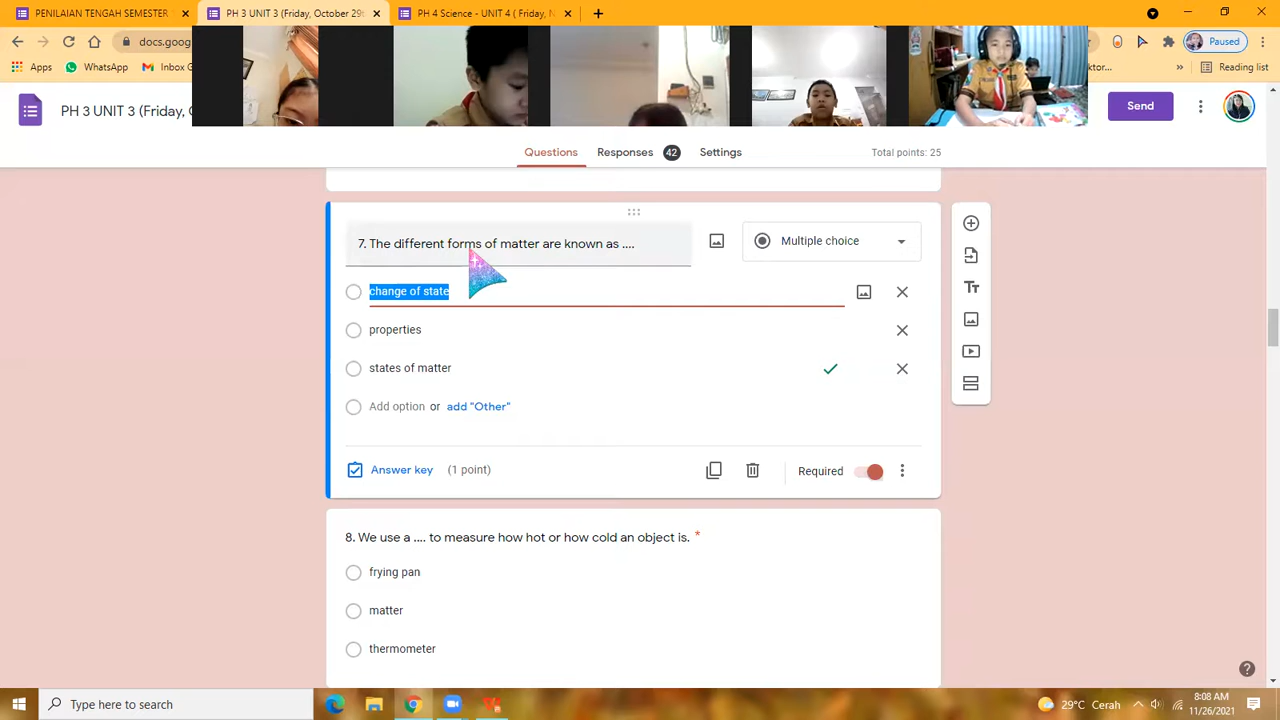 PENILAIAN TENGAH SEMESTER
PH 3 UNIT 3 (Friday, October 29t
PH 4 Science - UNIT 4 ( Friday, N
docs.goog
Paused
Apps
WhatsApp
Inbox
ktor...
Reading list
PH 3 UNIT 3 (Friday,
Send
Questions
Responses
42
Settings
Total points: 25
7. The different forms of matter are known as ....
Multiple choice
change of state
properties
states of matter
Add option or add "Other"
Answer key (1 point)
Required
8. We use a .... to measure how hot or how cold an object is. *
frying pan
matter
thermometer
Type here to search
29°C Cerah
8:08 AM
11/26/2021